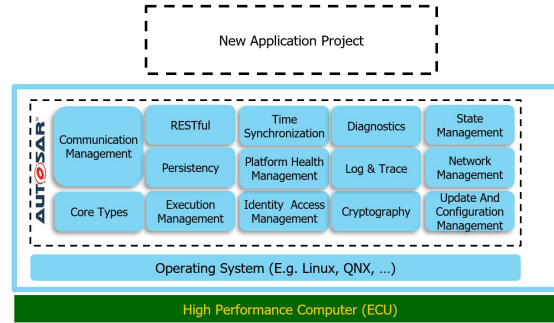 New Application Project
AUTOSAR
Communication
Management
RESTful
Time
Synchronization
Diagnostics
State
Management
Persistency
Platform Health
Management
Log & Trace
Network
Management
Core Types
Execution
Management
Identity Access
Management
Cryptography
Update And
Configuration
Management
Operating System (E.g. Linux, QNX, ...)
High Performance Computer (ECU)